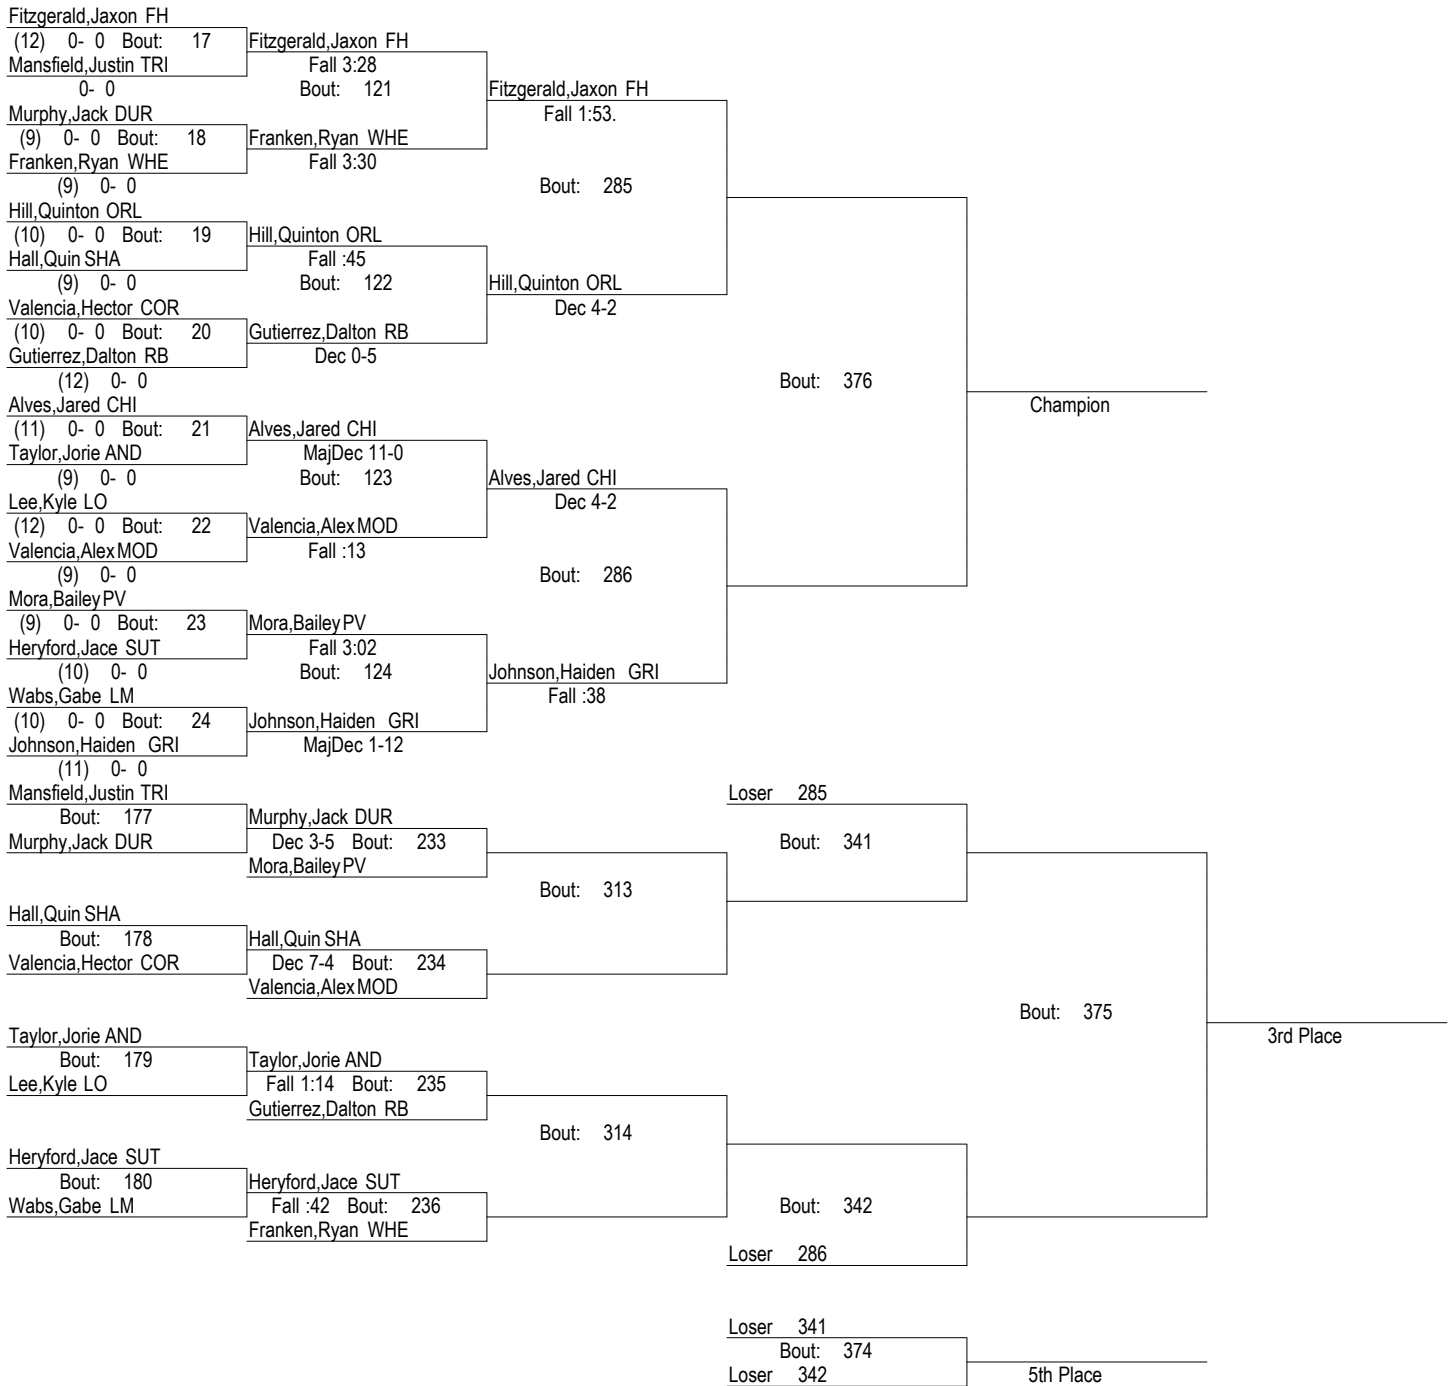 Fitzgerald,Jaxon FH
(12) 0- 0 Bout: 17
Mansfield,Justin TRI
0- 0
Murphy,Jack DUR
(9) 0- 0 Bout: 18
Franken,Ryan WHE
(9) 0- 0
Hill,Quinton ORL
(10) 0- 0 Bout: 19
Hall,Quin SHA
(9) 0- 0
Valencia,Hector COR
(10) 0- 0 Bout: 20
Gutierrez,Dalton RB
(12) 0- 0
Alves,Jared CHI
(11) 0- 0 Bout: 21
Taylor,Jorie AND
(9) 0- 0
Lee,Kyle LO
(12) 0- 0 Bout: 22
Valencia,Alex MOD
(9) 0- 0
Mora,Bailey PV
(9) 0- 0 Bout: 23
Heryford,Jace SUT
(10) 0- 0
Wabs,Gabe LM
(10) 0- 0 Bout: 24
Johnson,Haiden GRI
(11) 0- 0
Fitzgerald,Jaxon FH
Fall 3:28
Bout: 121
Franken,Ryan WHE
Fall 3:30
Hill,Quinton ORL
Fall :45
Bout: 122
Gutierrez,Dalton RB
Dec 0-5
Alves,Jared CHI
MajDec 11-0
Bout: 123
Valencia,Alex MOD
Fall :13
Mora,Bailey PV
Fall 3:02
Bout: 124
Johnson,Haiden GRI
MajDec 1-12
Fitzgerald,Jaxon FH
Fall 1:53.
Bout: 285
Hill,Quinton ORL
Dec 4-2
Alves,Jared CHI
Dec 4-2
Bout: 286
Johnson,Haiden GRI
Fall :38
Bout: 376
Champion
Mansfield,Justin TRI
Bout: 177
Murphy,Jack DUR
Hall,Quin SHA
Bout: 178
Valencia,Hector COR
Taylor,Jorie AND
Bout: 179
Lee,Kyle LO
Heryford,Jace SUT
Bout: 180
Wabs,Gabe LM
Murphy,Jack DUR
Dec 3-5 Bout: 233
Mora,Bailey PV
Hall,Quin SHA
Dec 7-4 Bout: 234
Valencia,Alex MOD
Taylor,Jorie AND
Fall 1:14 Bout: 235
Gutierrez,Dalton RB
Heryford,Jace SUT
Fall :42 Bout: 236
Franken,Ryan WHE
Bout: 313
Bout: 314
Loser 285
Bout: 341
Bout: 342
Loser 286
Bout: 375
3rd Place
Loser 341
Bout: 374
Loser 342
5th Place